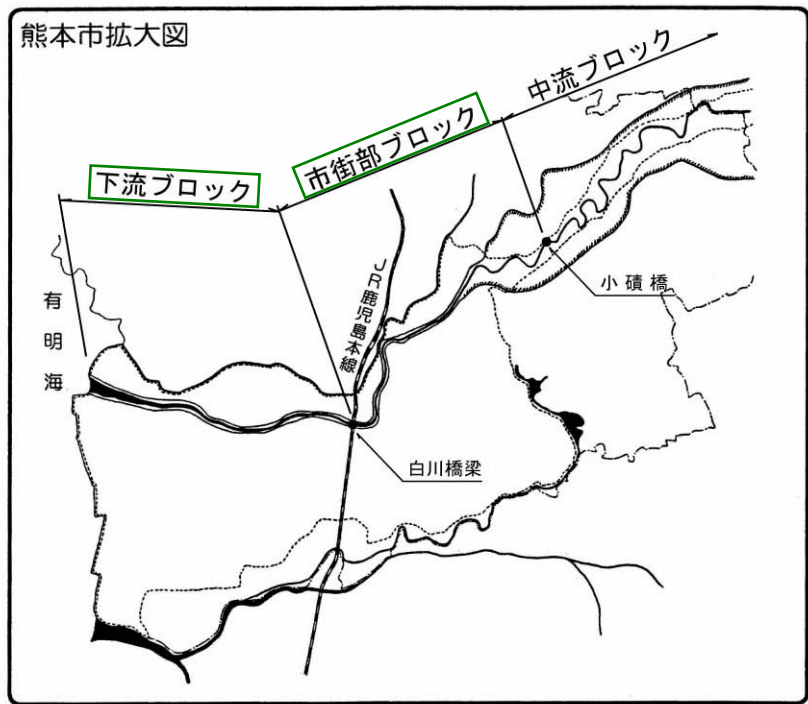 熊本市拡大図
中流ブロック
市街部ブロック
下流ブロック
JR鹿児島本線
有明海
小磧橋
白川橋梁